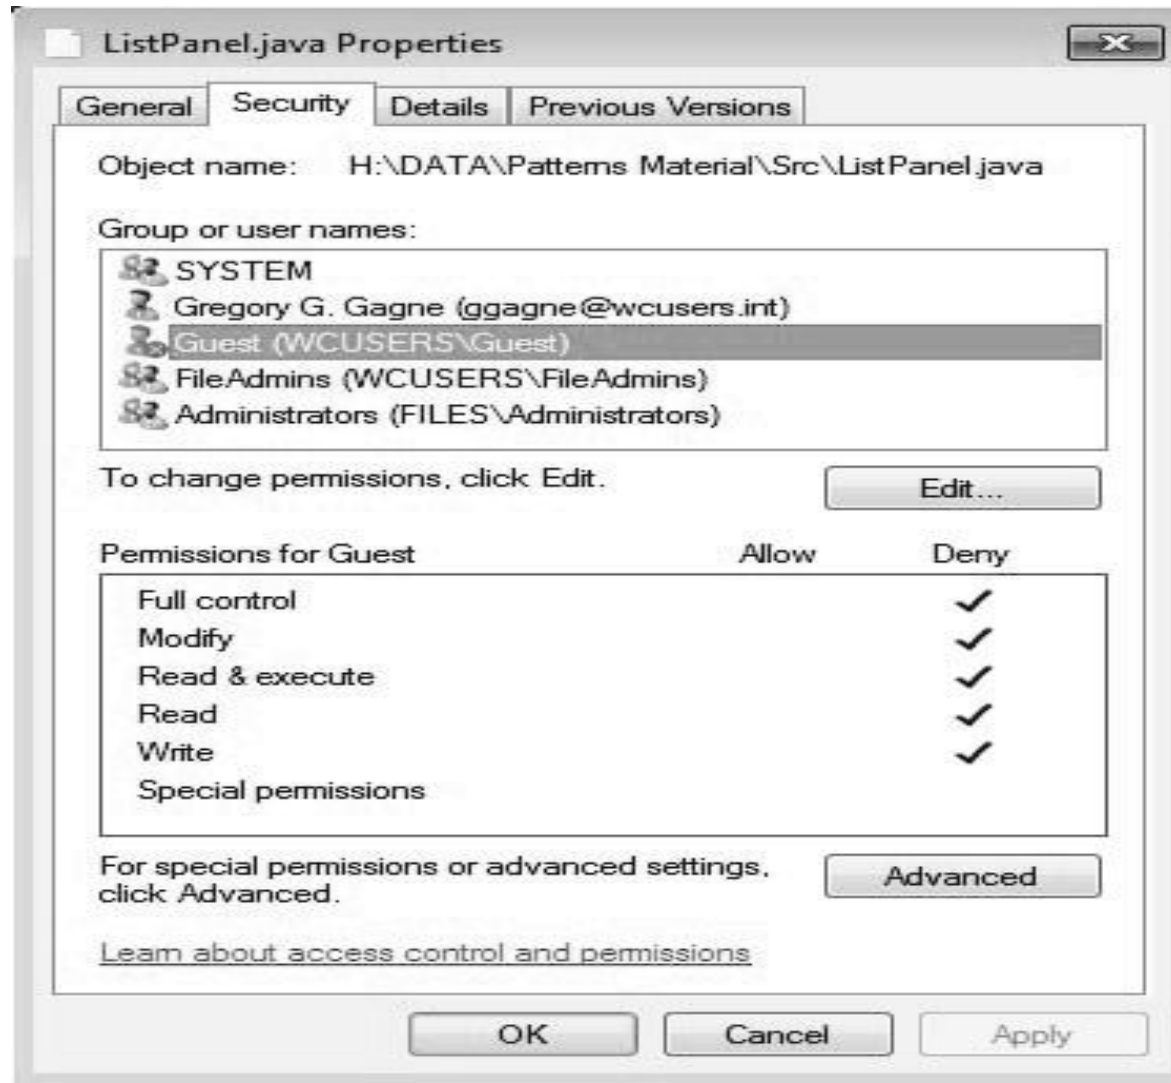 ListPanel.java Properties
General Security Details Previous Versions
Object name: H:\DATA\Patterns Material\Src\ListPanel.java
Group or user names:
SYSTEM
Gregory G. Gagne (ggagne@wcusers.int)
Guest (WCUSERS\Guest)
FileAdmins (WCUSERS\FileAdmins)
Administrators (FILES\Administrators)
To change permissions, click Edit.
Edit...
Permissions for Guest Allow Deny
Full control
Modify
Read & execute
Read
Write
Special permissions
For special permissions or advanced settings,
click Advanced.
Advanced
Learn about access control and permissions
OK Cancel Apply